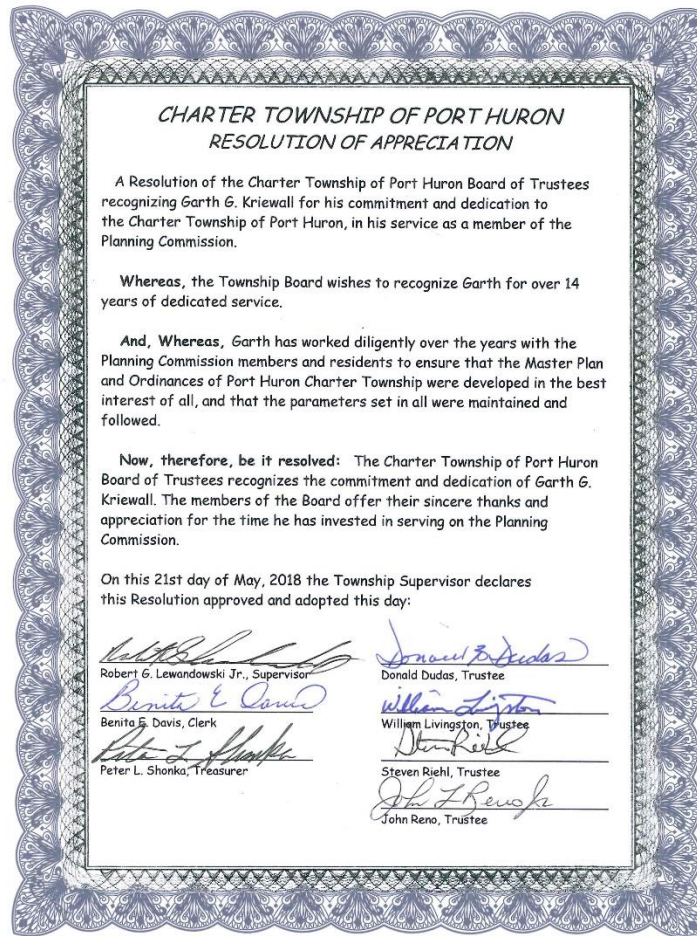 CHARTER TOWNSHIP OF PORT HURON
RESOLUTION OF APPRECIATION
A Resolution of the Charter Township of Port Huron Board of Trustees
recognizing Garth G. Kriewall for his commitment and dedication to
the Charter Township of Port Huron, in his service as a member of the
Planning Commission.
Whereas, the Township Board wishes to recognize Garth for over 14
years of dedicated service.
And, Whereas, Garth has worked diligently over the years with the
Planning Commission members and residents to ensure that the Master Plan
and Ordinances of Port Huron Charter Township were developed in the best
interest of all, and that the parameters set in all were maintained and
followed.
Now, therefore, be it resolved: The Charter Township of Port Huron
Board of Trustees recognizes the commitment and dedication of Garth G.
Kriewall. The members of the Board offer their sincere thanks and
appreciation for the time he has invested in serving on the Planning
Commission.
On this 21st day of May, 2018 the Township Supervisor declares
this Resolution approved and adopted this day:
Robert G. Lewandowski Jr., Supervisor
Benita E Davis
Benita E. Davis, Clerk
Peter L. Shonka
Peter L. Shonka, Treasurer
Donald B Dudas
Donald Dudas, Trustee
William Livingston
William Livingston, Trustee
Steven Riehl
Steven Riehl, Trustee
John L Reno Jr
John Reno, Trustee